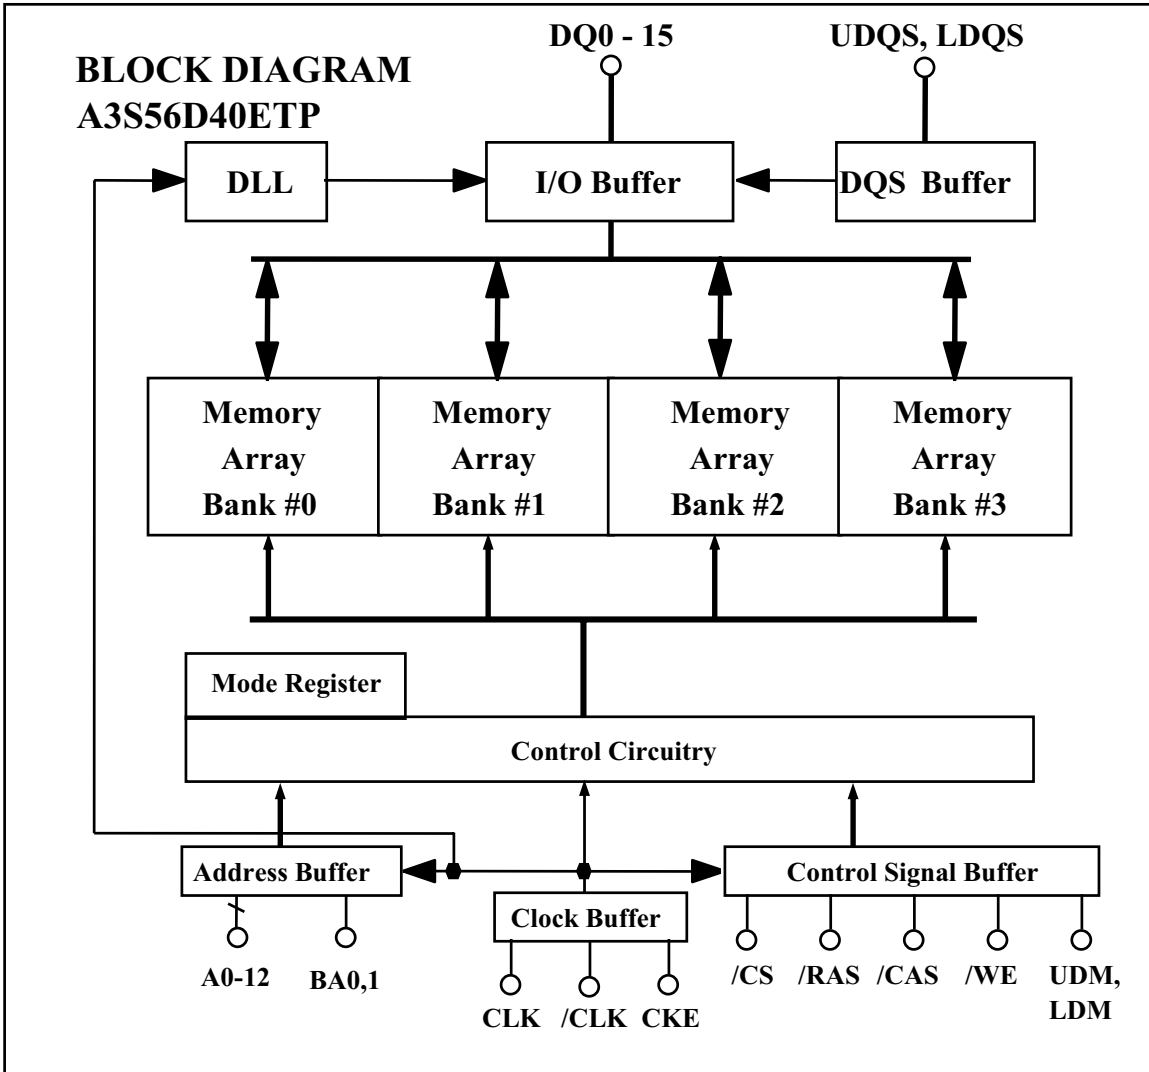 DQ0 - 15
UDQS, LDQS
BLOCK DIAGRAM
A3S56D40ETP
DLL
I/O Buffer
DQS Buffer
Memory
Array
Bank #0
Memory
Array
Bank #1
Memory
Array
Bank #2
Memory
Array
Bank #3
Mode Register
Control Circuitry
Address Buffer
Control Signal Buffer
Clock Buffer
A0-12
BA0,1
CLK
/CLK
CKE
/CS
/RAS
/CAS
/WE
UDM,
LDM